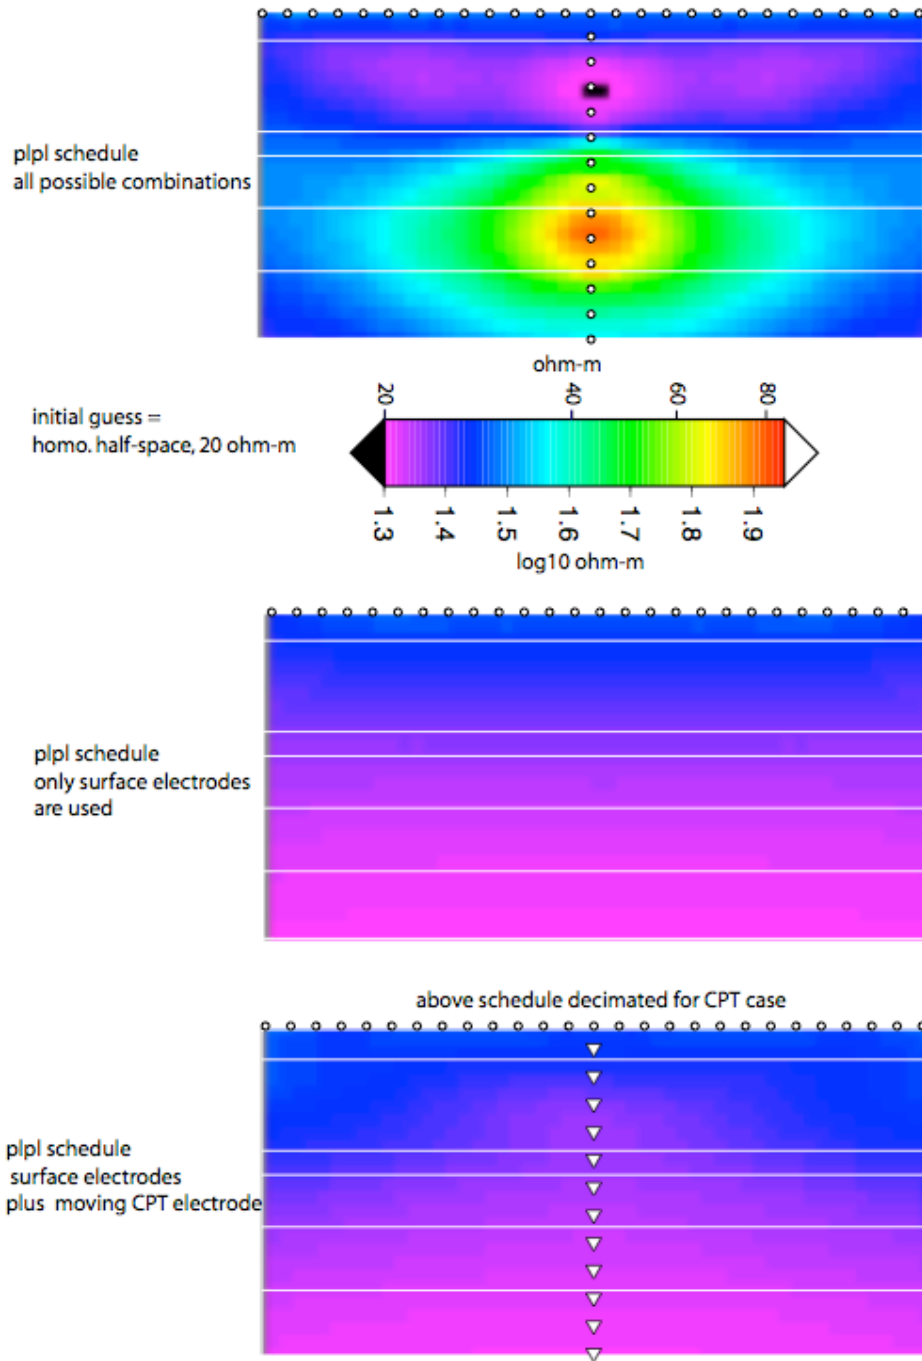 plpl schedule
all possible combinations
ohm-m
20 40 60 80
initial guess =
homo. half-space, 20 ohm-m
1.3 1.4 1.5 1.6 1.7 1.8 1.9
log10 ohm-m
plpl schedule
only surface electrodes
are used
above schedule decimated for CPT case
plpl schedule
surface electrodes
plus moving CPT electrode